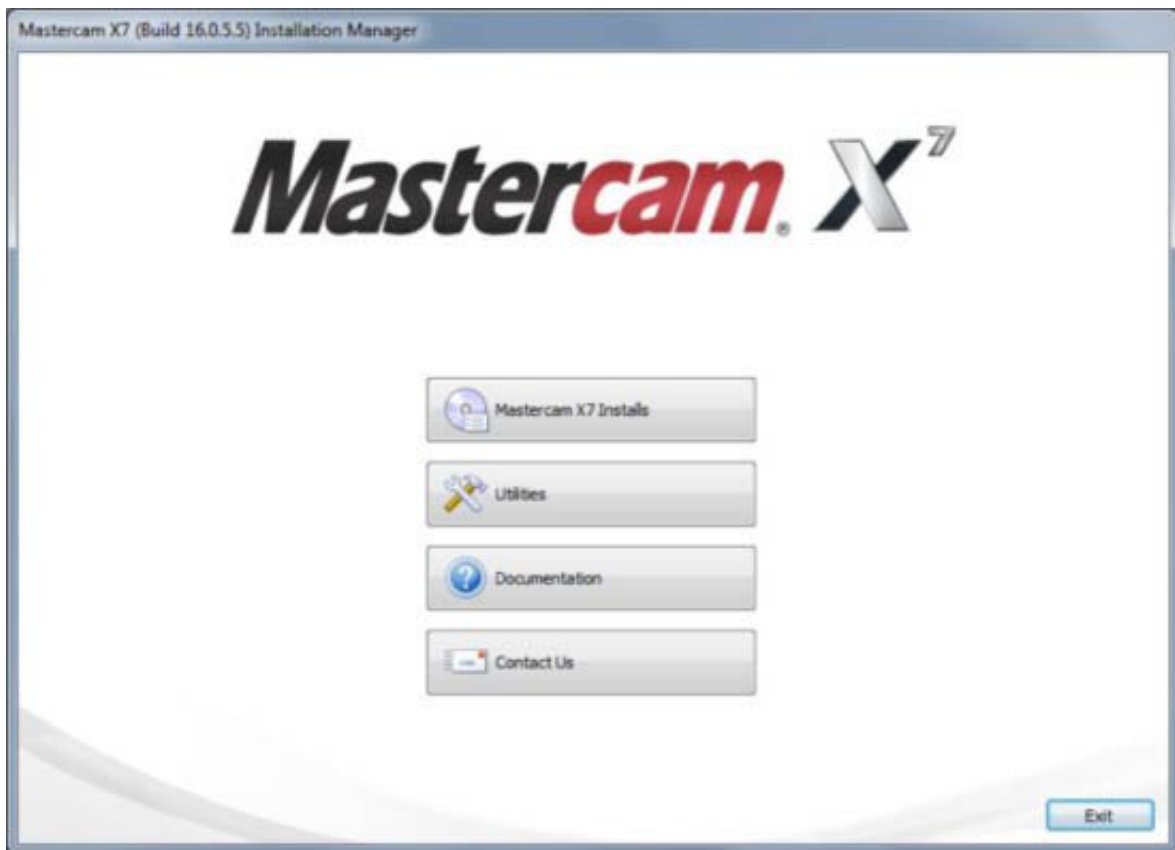 Mastercam X7 (Build 16.0.5.5) Installation Manager
Mastercam® X7
Mastercam X7 Installs
Utilities
Documentation
Contact Us
Exit